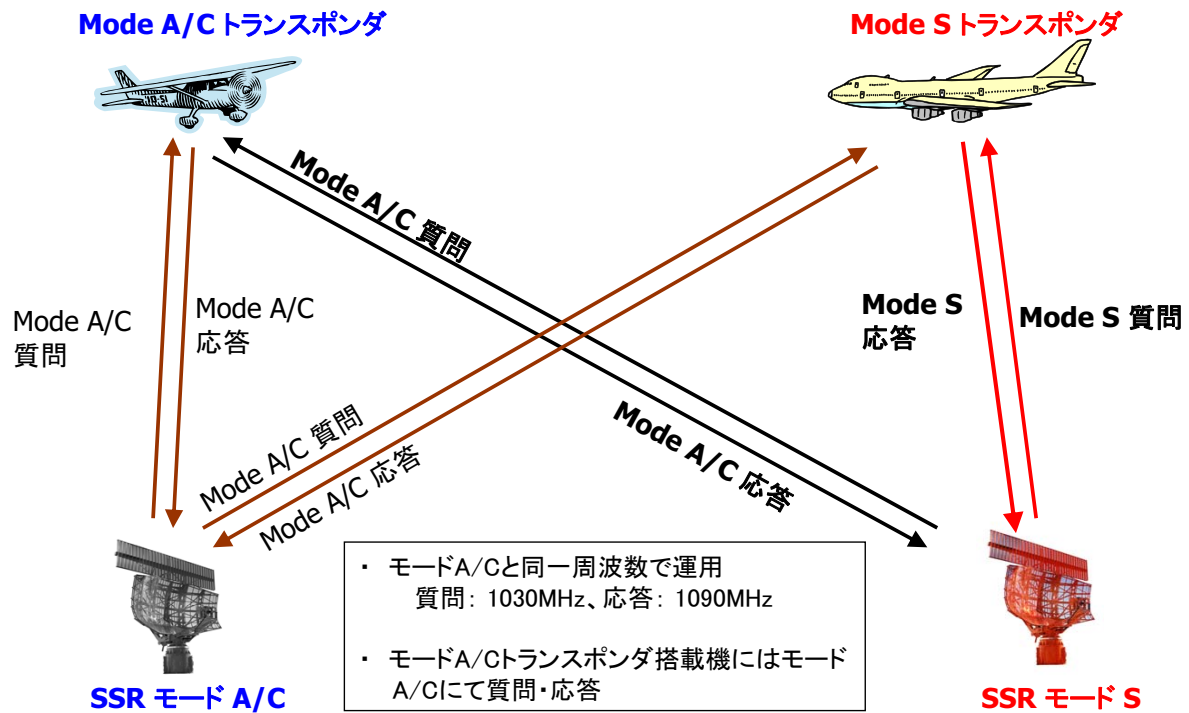 Mode A/C トランスポンダ
Mode S トランスポンダ
Mode A/C 質問
Mode A/C
質問
Mode A/C
応答
Mode S
応答
Mode S 質問
Mode A/C 質問
Mode A/C 応答
Mode A/C 応答
・ モードA/Cと同一周波数で運用
質問： 1030MHz、応答： 1090MHz
・ モードA/Cトランスポンダ搭載機にはモード
A/Cにて質問・応答
SSR モード A/C
SSR モード S